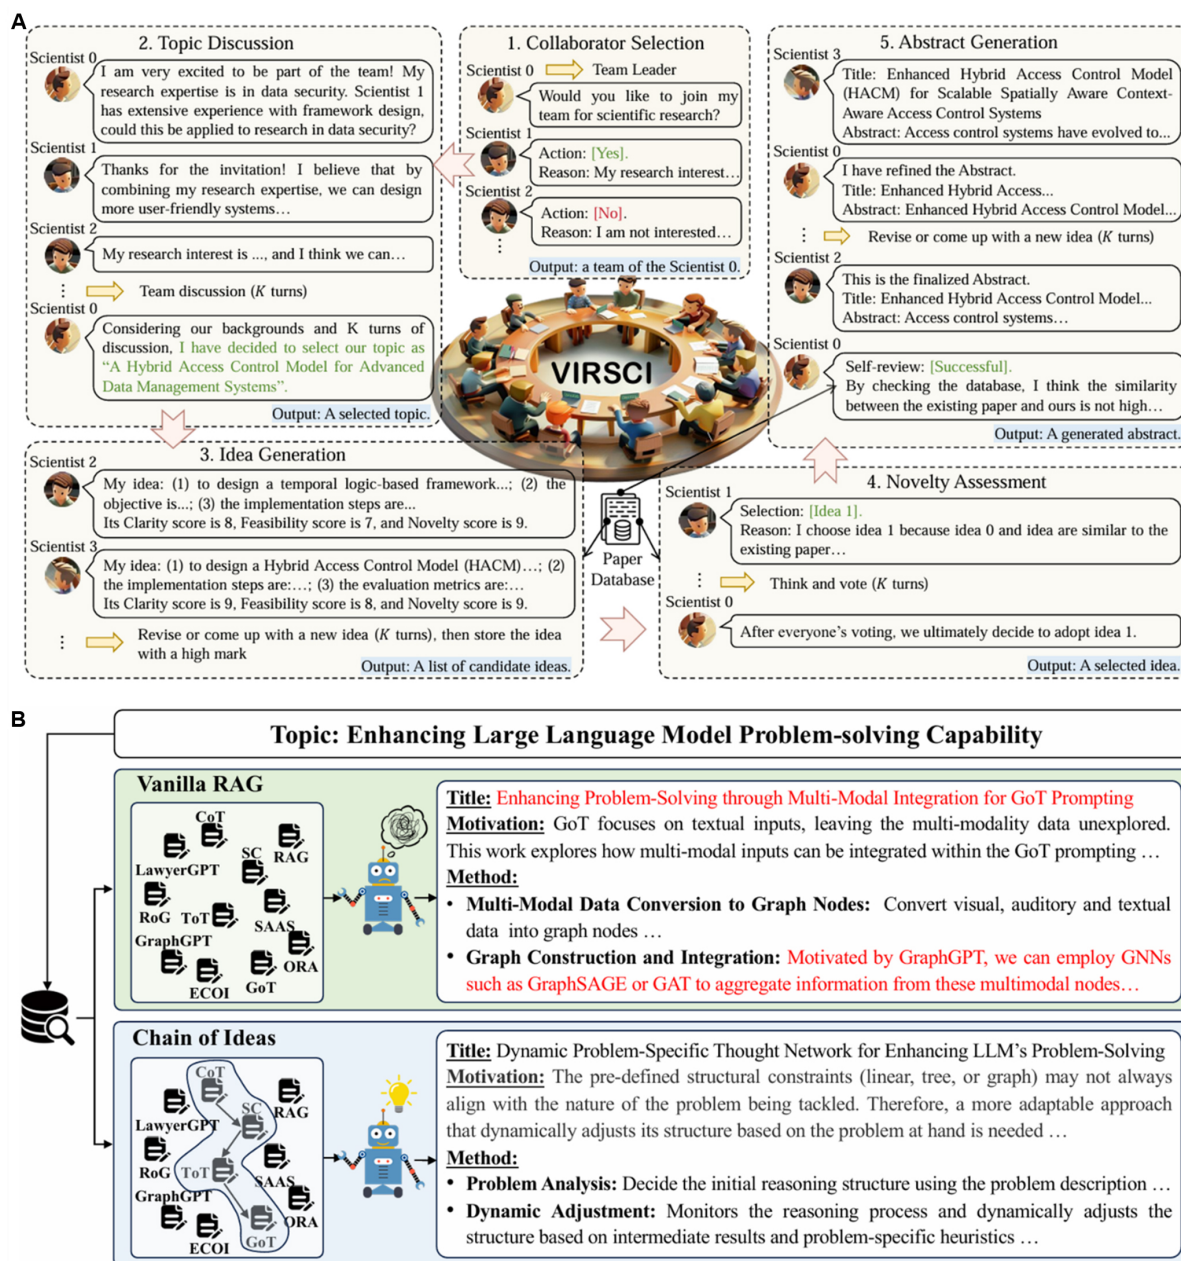 A
2. Topic Discussion
Scientist 0
I am very excited to be part of the team! My
research expertise is in data security. Scientist 1
has extensive experience with framework design,
could this be applied to research in data security?
Scientist 1
Thanks for the invitation! I believe that by
combining my research expertise, we can design
more user-friendly systems…
Scientist 2
My research interest is ..., and I think we can…
Team discussion (K turns)
Scientist 0
Considering our backgrounds and K turns of
discussion, I have decided to select our topic as
“A Hybrid Access Control Model for Advanced
Data Management Systems”.
Output: A selected topic.
1. Collaborator Selection
Scientist 0
Team Leader
Would you like to join my
team for scientific research?
Scientist 1
Action: [Yes].
Reason: My research interest…
Scientist 2
Action: [No].
Reason: I am not interested…
Output: a team of the Scientist 0.
VIRSCI
5. Abstract Generation
Scientist 3
Title: Enhanced Hybrid Access Control Model
(HACM) for Scalable Spatially Aware Context-
Aware Access Control Systems
Abstract: Access control systems have evolved to...
Scientist 0
I have refined the Abstract.
Title: Enhanced Hybrid Access...
Abstract: Enhanced Hybrid Access Control Model...
Revise or come up with a new idea (K turns)
Scientist 2
This is the finalized Abstract.
Title: Enhanced Hybrid Access Control Model...
Abstract: Access control systems…
Scientist 0
Self-review: [Successful].
By checking the database, I think the similarity
between the existing paper and ours is not high…
Output: A generated abstract.
3. Idea Generation
Scientist 2
My idea: (1) to design a temporal logic-based framework...; (2) the
objective is...; (3) the implementation steps are...
Its Clarity score is 8, Feasibility score is 7, and Novelty score is 9.
Scientist 3
My idea: (1) to design a Hybrid Access Control Model (HACM)…; (2)
the implementation steps are:…; (3) the evaluation metrics are:…
Its Clarity score is 9, Feasibility score is 8, and Novelty score is 9.
Revise or come up with a new idea (K turns), then store the idea
with a high mark
Output: A list of candidate ideas.
Paper
Database
4. Novelty Assessment
Scientist 1
Selection: [Idea 1].
Reason: I choose idea 1 because idea 0 and idea are similar to the
existing paper…
Think and vote (K turns)
Scientist 0
After everyone’s voting, we ultimately decide to adopt idea 1.
Output: A selected idea.
B
Topic: Enhancing Large Language Model Problem-solving Capability
Vanilla RAG
CoT
LawyerGPT
SC
RAG
RoG
ToT
SAAS
GraphGPT
ORA
ECOI
GoT
Title: Enhancing Problem-Solving through Multi-Modal Integration for GoT Prompting
Motivation: GoT focuses on textual inputs, leaving the multi-modality data unexplored.
This work explores how multi-modal inputs can be integrated within the GoT prompting …
Method:
• Multi-Modal Data Conversion to Graph Nodes: Convert visual, auditory and textual
data into graph nodes …
• Graph Construction and Integration: Motivated by GraphGPT, we can employ GNNs
such as GraphSAGE or GAT to aggregate information from these multimodal nodes…
Chain of Ideas
CoT
LawyerGPT
SC
RAG
RoG
ToT
SAAS
GraphGPT
ORA
ECOI
GoT
Title: Dynamic Problem-Specific Thought Network for Enhancing LLM’s Problem-Solving
Motivation: The pre-defined structural constraints (linear, tree, or graph) may not always
align with the nature of the problem being tackled. Therefore, a more adaptable approach
that dynamically adjusts its structure based on the problem at hand is needed …
Method:
• Problem Analysis: Decide the initial reasoning structure using the problem description …
• Dynamic Adjustment: Monitors the reasoning process and dynamically adjusts the
structure based on intermediate results and problem-specific heuristics …